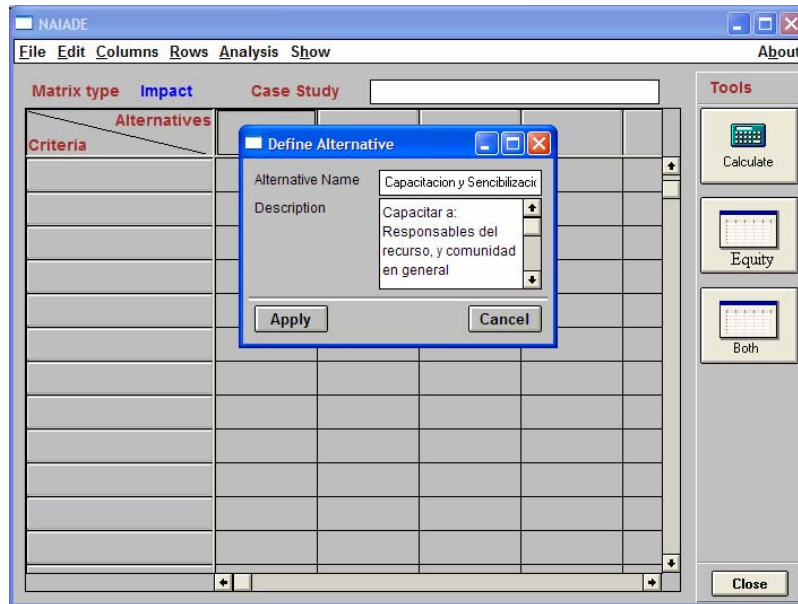 NAIADE
File Edit Columns Rows Analysis Show About
Matrix type Impact Case Study
Tools
Alternatives
Criteria
Define Alternative
Alternative Name Capacitacion y Sencibilizacic
Description
Capacitar a:
Responsables del
recurso, y comunidad
en general
Apply Cancel
Calculate
Equity
Both
Close